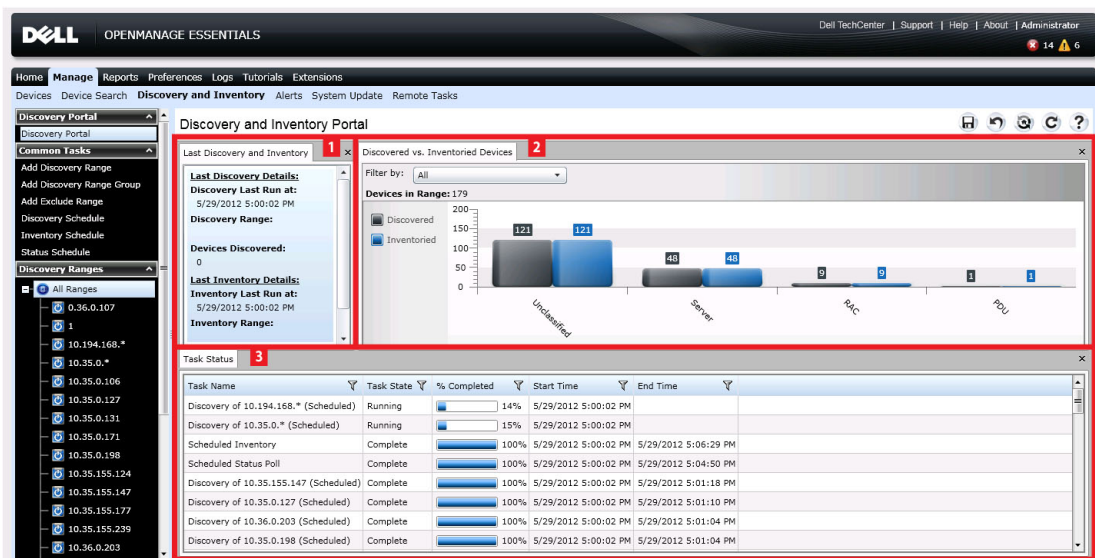 DELL OPENMANAGE ESSENTIALS
Dell TechCenter | Support | Help | About | Administrator
14 6
Home Manage Reports Preferences Logs Tutorials Extensions
Devices Device Search Discovery and Inventory Alerts System Update Remote Tasks
Discovery Portal
Discovery Portal
Common Tasks
Add Discovery Range
Add Discovery Range Group
Add Exclude Range
Discovery Schedule
Inventory Schedule
Status Schedule
Discovery Ranges
All Ranges
0.36.0.107
1
10.194.168.*
10.35.0.*
10.35.0.106
10.35.0.127
10.35.0.131
10.35.0.171
10.35.0.198
10.35.155.124
10.35.155.147
10.35.155.177
10.35.155.239
10.36.0.203
Discovery and Inventory Portal
?
Last Discovery and Inventory 1 x
Last Discovery Details:
Discovery Last Run at:
5/29/2012 5:00:02 PM
Discovery Range:
Devices Discovered:
0
Last Inventory Details:
Inventory Last Run at:
5/29/2012 5:00:02 PM
Inventory Range:
Discovered vs. Inventoried Devices 2 x
Filter by: All
Devices in Range: 179
Discovered
Inventoried
200
150
100
50
0
121 121
48 48
9 9
1 1
Unclassified
Server
RAC
PDU
Task Status 3 x
Task Name Task State % Completed Start Time End Time
Discovery of 10.194.168.* (Scheduled) Running 14% 5/29/2012 5:00:02 PM
Discovery of 10.35.0.* (Scheduled) Running 15% 5/29/2012 5:00:02 PM
Scheduled Inventory Complete 100% 5/29/2012 5:00:02 PM 5/29/2012 5:06:29 PM
Scheduled Status Poll Complete 100% 5/29/2012 5:00:02 PM 5/29/2012 5:04:50 PM
Discovery of 10.35.155.147 (Scheduled) Complete 100% 5/29/2012 5:00:02 PM 5/29/2012 5:01:18 PM
Discovery of 10.35.0.127 (Scheduled) Complete 100% 5/29/2012 5:00:02 PM 5/29/2012 5:01:10 PM
Discovery of 10.36.0.203 (Scheduled) Complete 100% 5/29/2012 5:00:02 PM 5/29/2012 5:01:04 PM
Discovery of 10.35.0.198 (Scheduled) Complete 100% 5/29/2012 5:00:02 PM 5/29/2012 5:01:04 PM